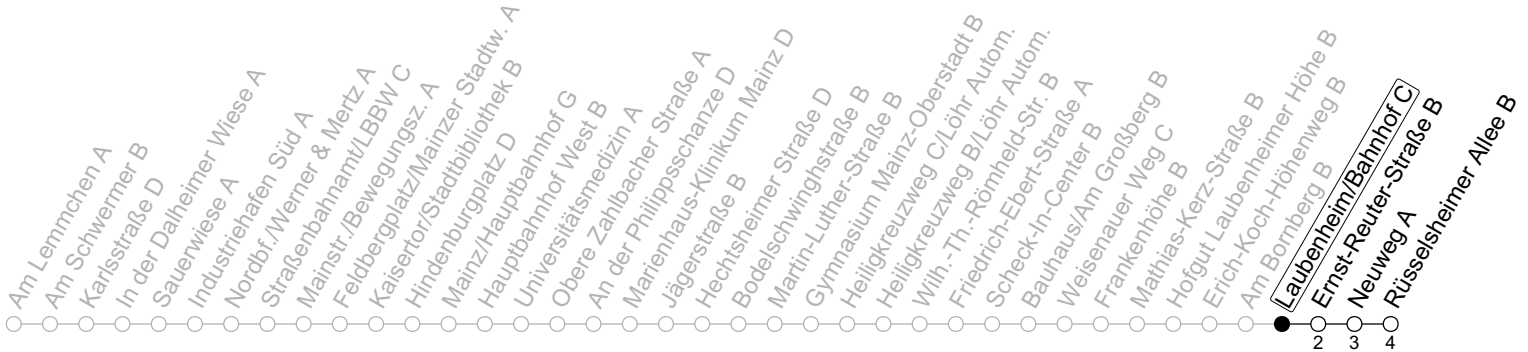 Am Lemmchen A
Am Schwermer B
Karlsstraße D
In der Dalheimer Wiese A
Sauerwiese A
Industriehafen Süd A
Nordbf./Werner & Mertz A
Straßenbahnamt/LBBW C
Mainstr./Bewegungsz. A
Feldbergplatz/Mainzer Stadtw. A
Kaisertor/Stadtbibliothek B
Hindenburgplatz D
Mainz/Hauptbahnhof G
Hauptbahnhof West B
Universitätsmedizin A
Obere Zahlbacher Straße A
An der Philippsschanze D
Marienhaus-Klinikum Mainz D
Jägerstraße B
Hechtsheimer Straße D
Bodelschwinghstraße B
Martin-Luther-Straße B
Gymnasium Mainz-Oberstadt B
Heiligkreuzweg C/Löhr Autom.
Heiligkreuzweg B/Löhr Autom.
Wilh.-Th.-Römheld-Str. B
Friedrich-Ebert-Straße A
Scheck-In-Center B
Bauhaus/Am Großberg B
Weisenauer Weg C
Frankenhöhe B
Mathias-Kerz-Straße B
Hofgut Laubenheimer Höhe B
Erich-Koch-Höhenweg B
Am Bornberg B
Laubenheim/Bahnhof C
Ernst-Reuter-Straße B
Neuweg A
Rüsselsheimer Allee B
2 3 4